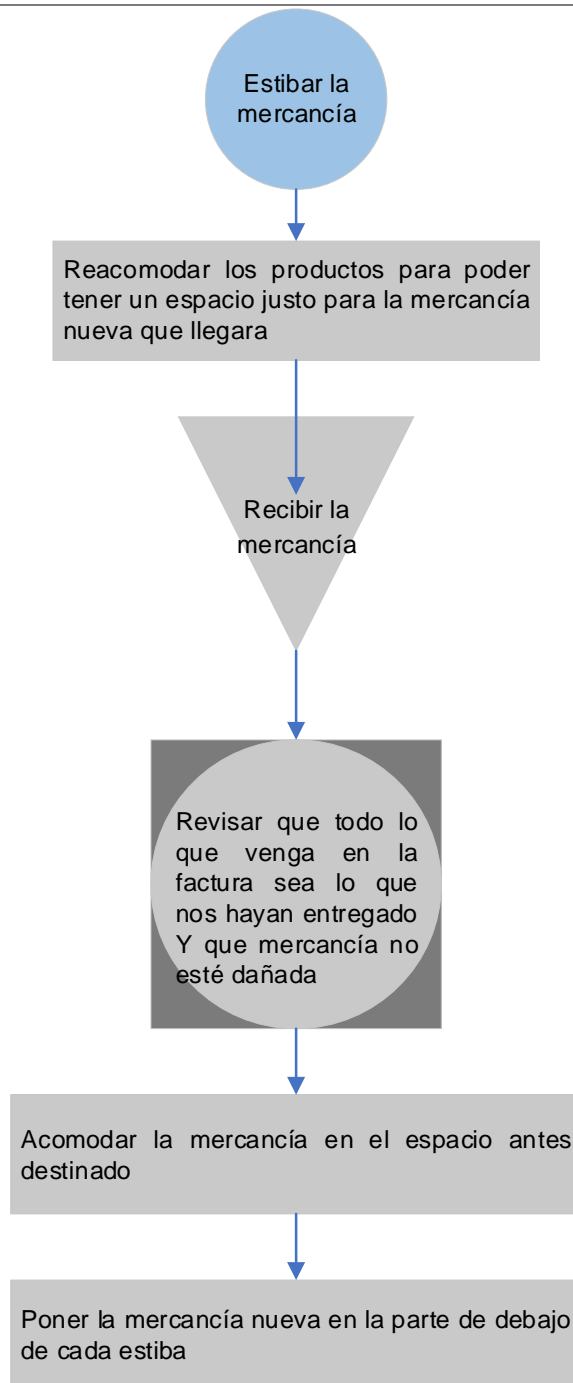 Estibar la
mercancía
Reacomodar los productos para poder
tener un espacio justo para la mercancía
nueva que llegara
Recibir la
mercancía
Revisar que todo lo
que venga en la
factura sea lo que
nos hayan entregado
Y que mercancía no
esté dañada
Acomodar la mercancía en el espacio antes
destinado
Poner la mercancía nueva en la parte de debajo
de cada estiba